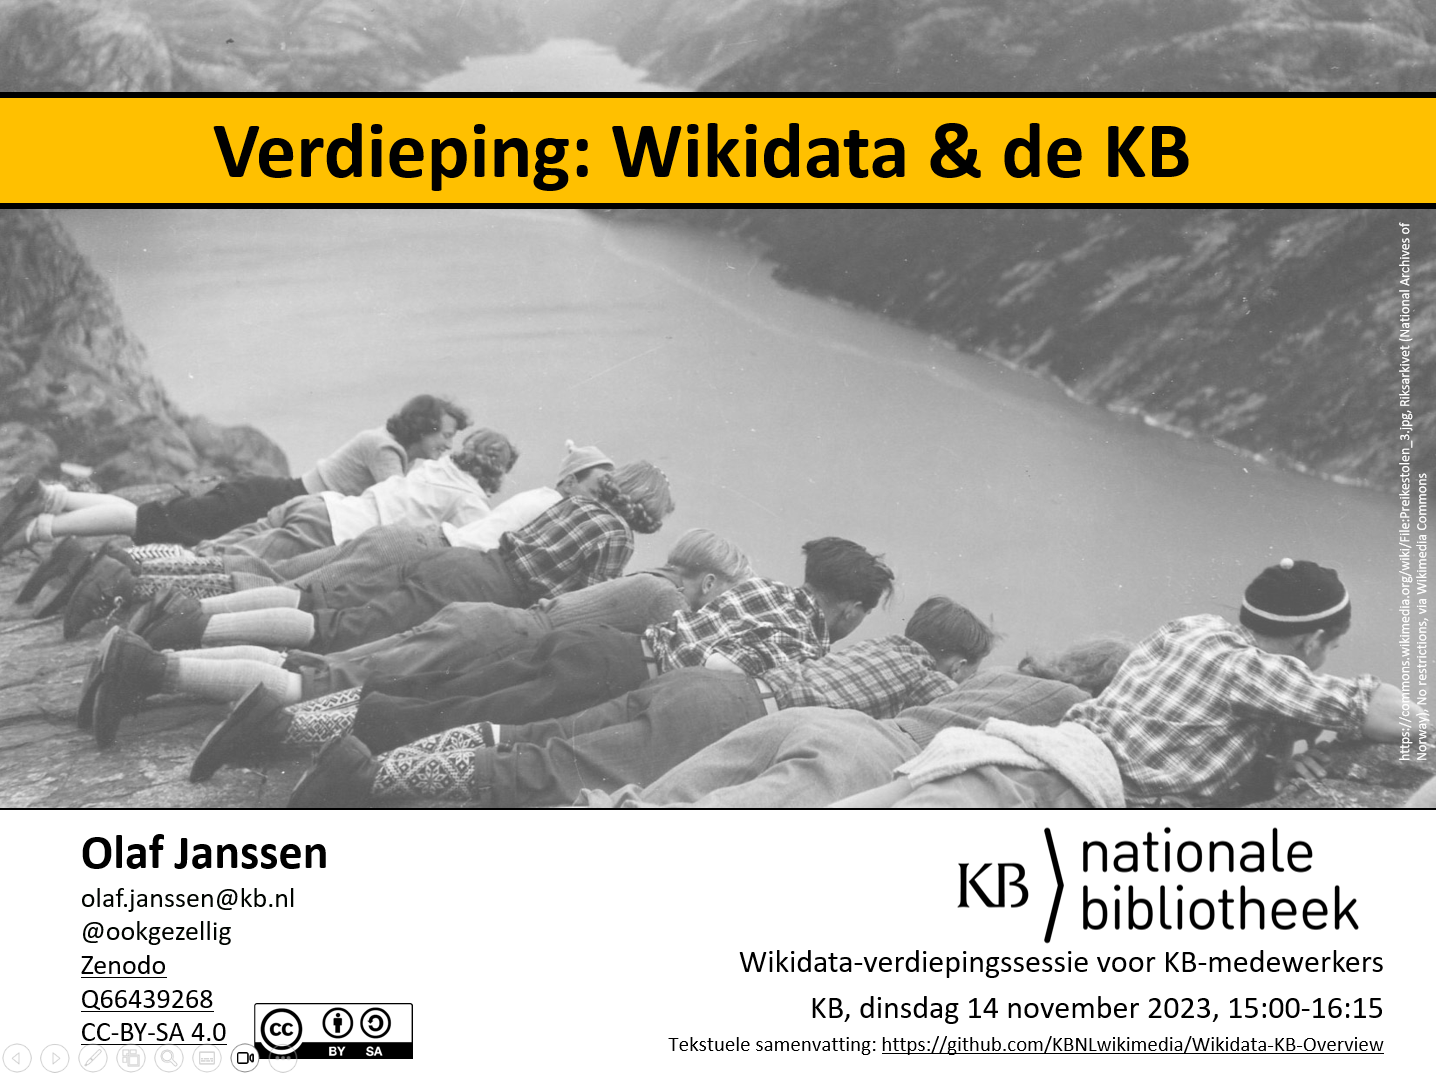 Verdieping: Wikidata & de KB
https://commons.wikimedia.org/wiki/File:Preikestolen_3.jpg, Riksarkivet (National Archives of
Norway), No restrictions, via Wikimedia Commons
Olaf Janssen
olaf.janssen@kb.nl
@ookgezellig
Zenodo
Q66439268
CC-BY-SA 4.0
cc
BY SA
KB nationale
bibliotheek
Wikidata-verdiepingssessie voor KB-medewerkers
KB, dinsdag 14 november 2023, 15:00-16:15
Tekstuele samenvatting: https://github.com/KBNLwikimedia/Wikidata-KB-Overview